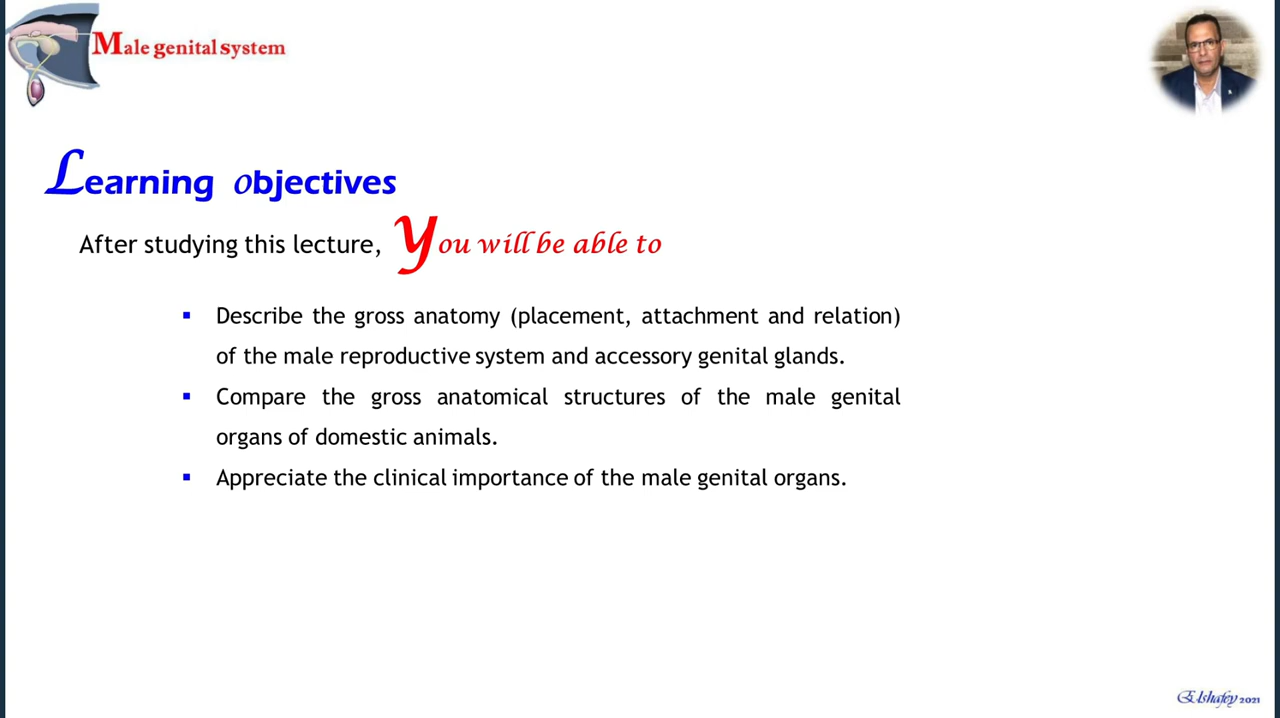 Male genital system
Learning objectives
After studying this lecture, You will be able to
▪ Describe the gross anatomy (placement, attachment and relation)
of the male reproductive system and accessory genital glands.
▪ Compare the gross anatomical structures of the male genital
organs of domestic animals.
▪ Appreciate the clinical importance of the male genital organs.
Elshafey 2021